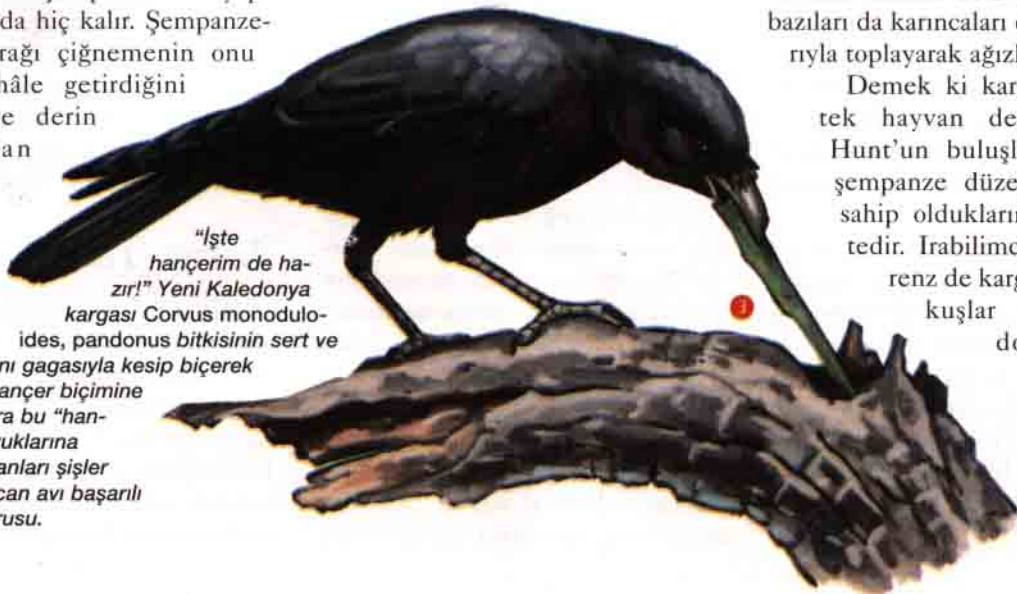 da hiç kalır. Şempanze-
rağı çiğnemenin onu
hâle getirdiğini
e derin
an
"İşte
hançerim de ha-
zır!" Yeni Kaledonya
kargası Corvus monodulo-
ides, pandonus bitkisinin sert ve
nı gagasıyla kesip biçerek
ançer biçimine
ra bu "han-
uklarına
anları şişler
can avı başarılı
rusu.
bazıları da karıncaları
rıyla toplayarak ağızl
Demek ki kar
tek hayvan de
Hunt'un buluşl
şempanze düze
sahip oldukların
tedir. Irabilimc
renz de karg
kuşlar
do